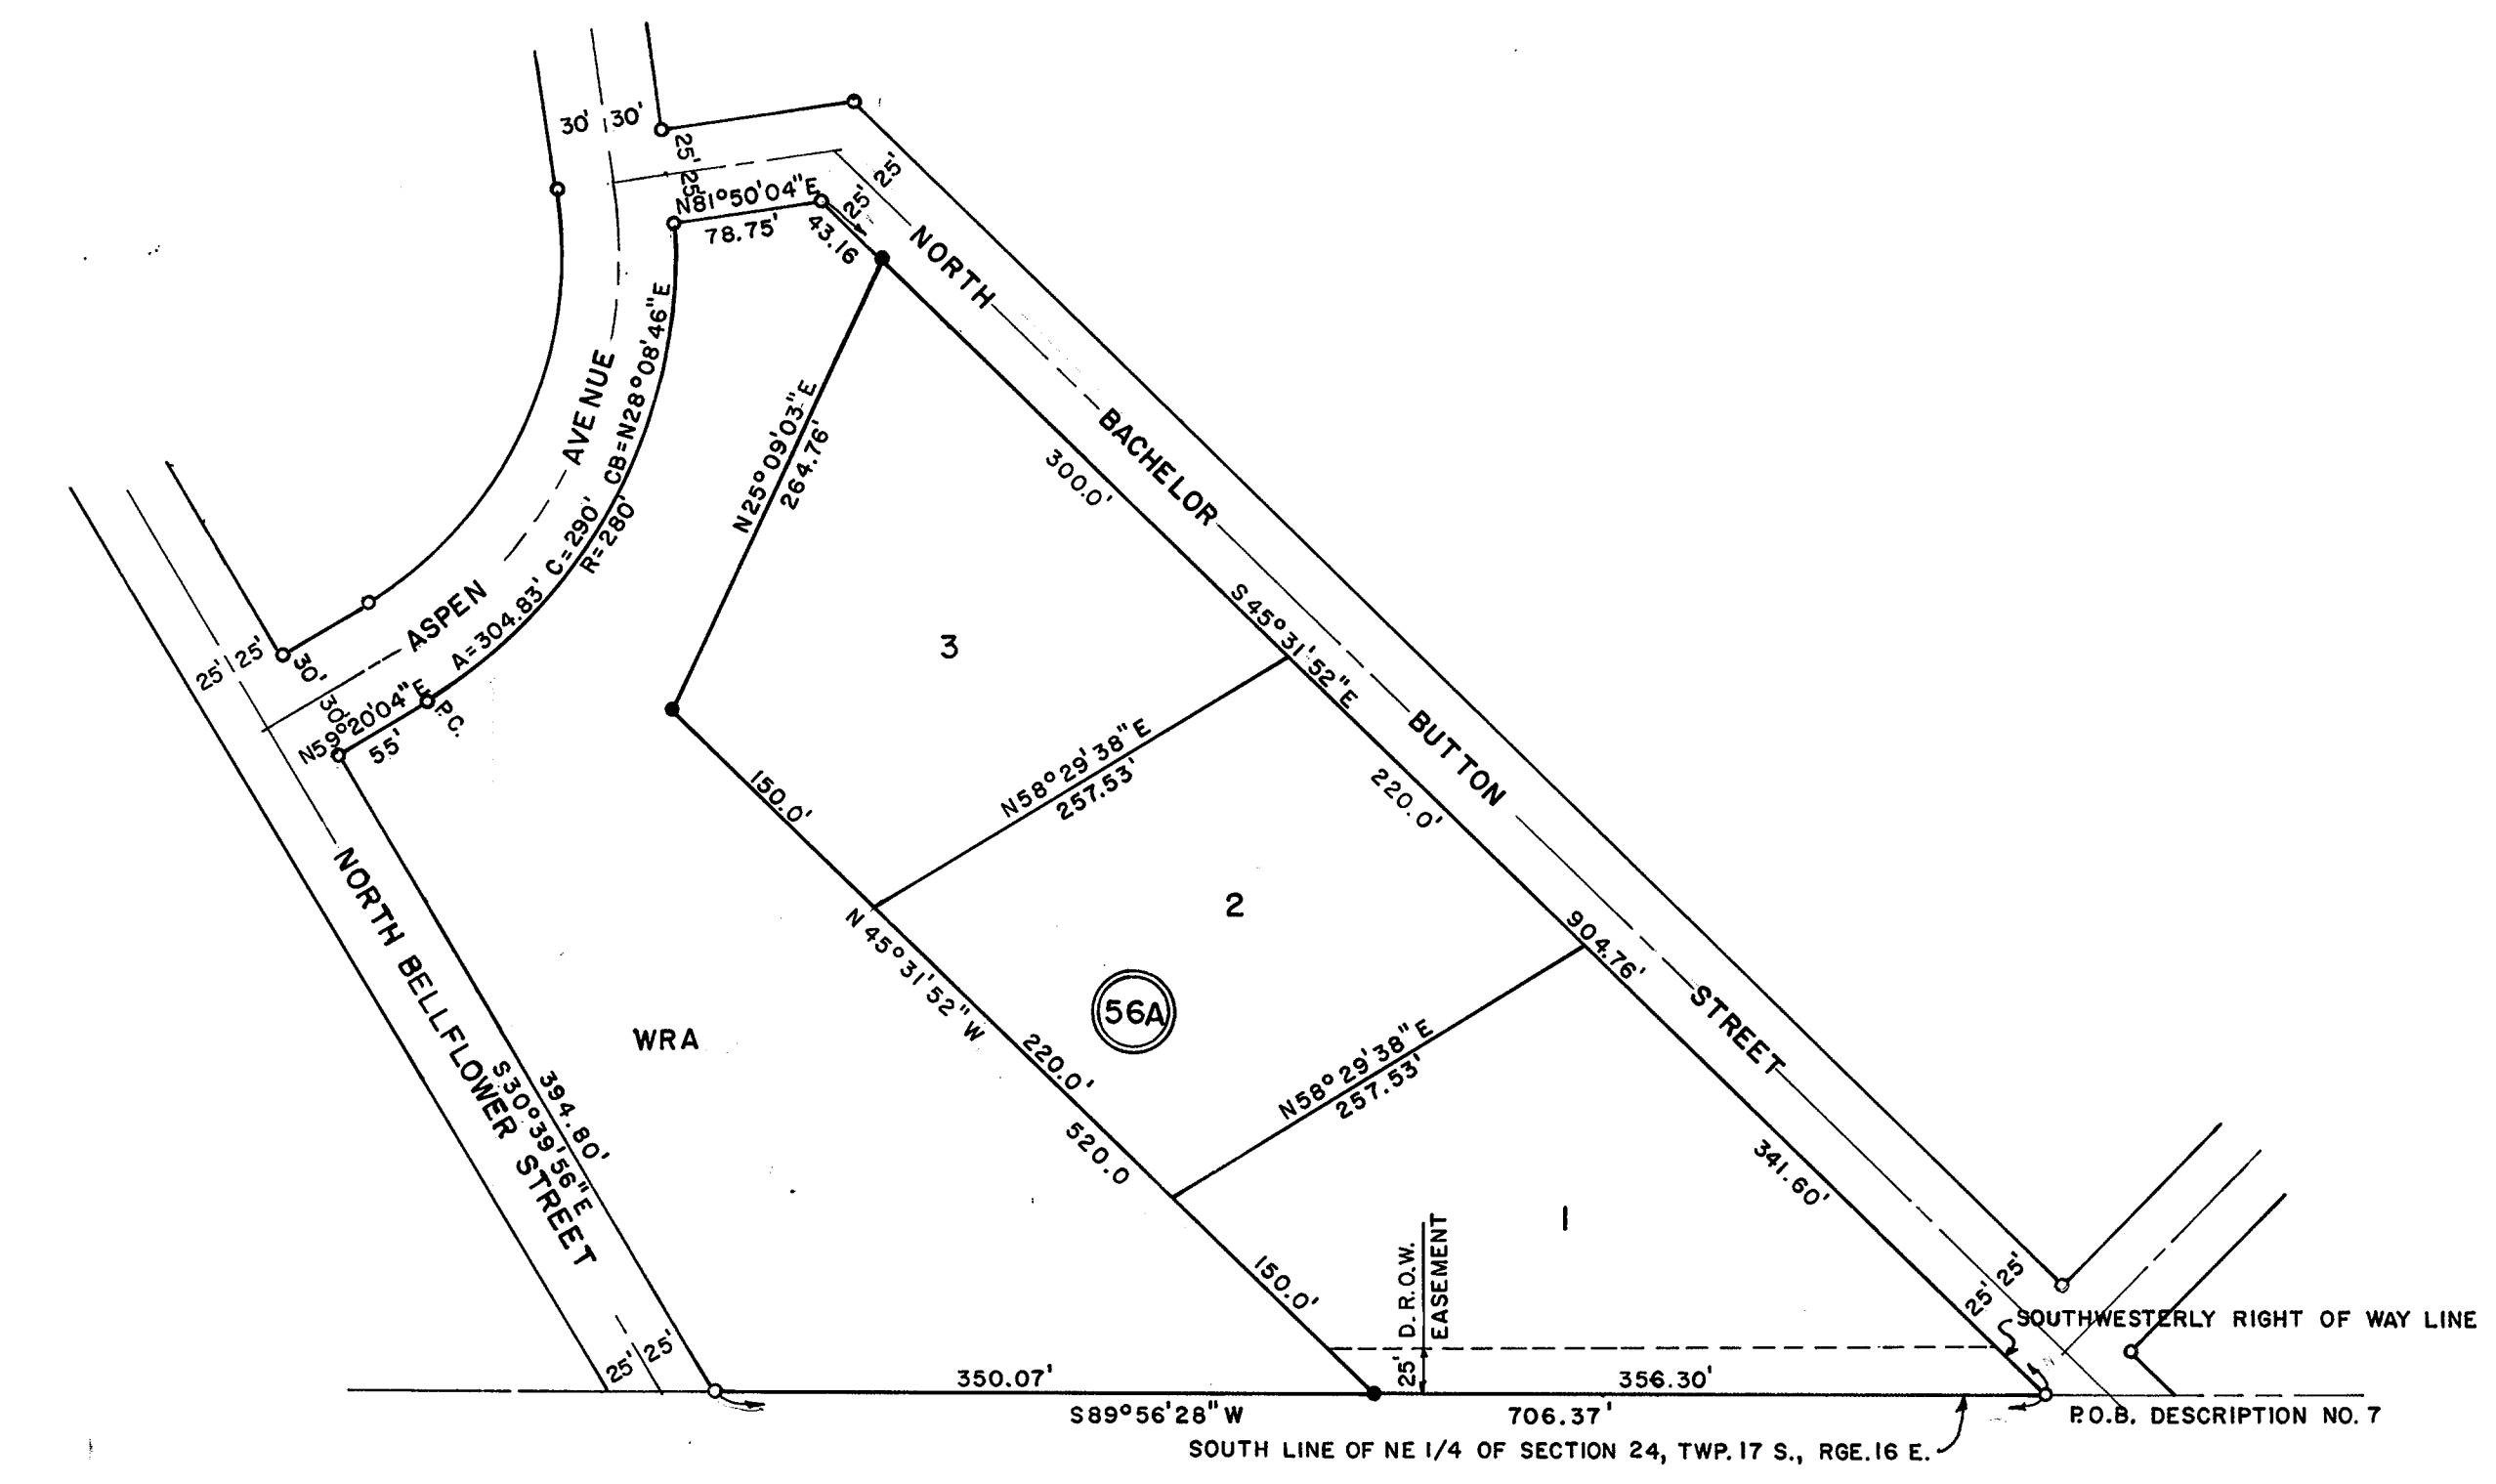 30' 30'
25'
25'
N81°50'04"E
78.75'
43.16
25' 25'
NORTH BACHELOR BUTTON STREET
ASPEN AVENUE
A=304.83' C=290' CB=N28°08'46"E
R=280'
N25°09'03"E
264.76'
300.0'
S45°31'52"E
904.76'
25' 25'
30'
30'
N59°20'04"E
55'
P.C.
3
150.0'
N58°29'38"E
257.53'
220.0'
2
N 45°31'52"W
520.0
56A
220.0'
N58°29'38"E
257.53'
WRA
NORTH BELLFLOWER STREET
394.80'
S30°39'56"E
341.60'
1
150.0'
25' D. R.O.W.
EASEMENT
25' 25'
SOUTHWESTERLY RIGHT OF WAY LINE
25' 25'
350.07'
356.30'
S89°56'28"W
706.37'
P.O.B. DESCRIPTION NO. 7
SOUTH LINE OF NE 1/4 OF SECTION 24, TWP. 17 S., RGE. 16 E.